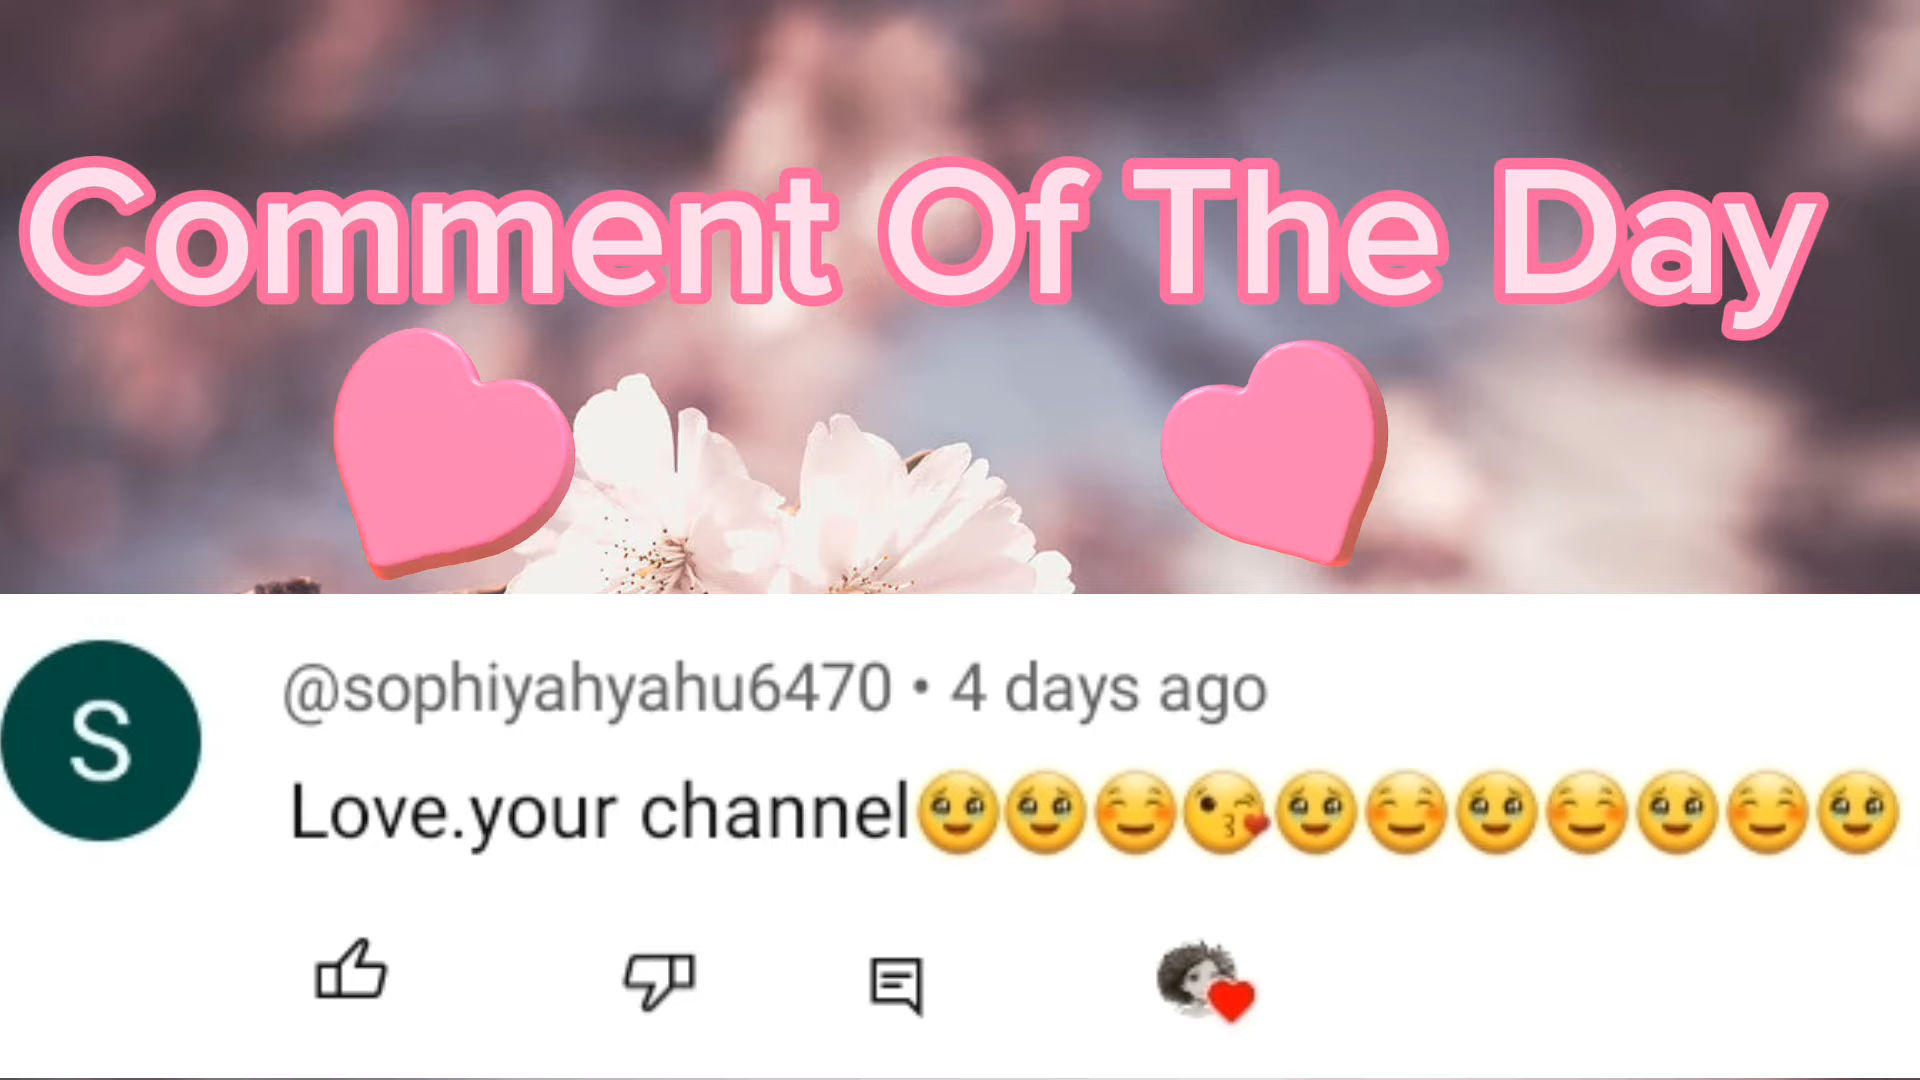 Comment Of The Day
S
@sophiyahyahu6470 • 4 days ago
Love.your channel🥹🥹😊😘🥹😊🥹😊🥹😊🥹